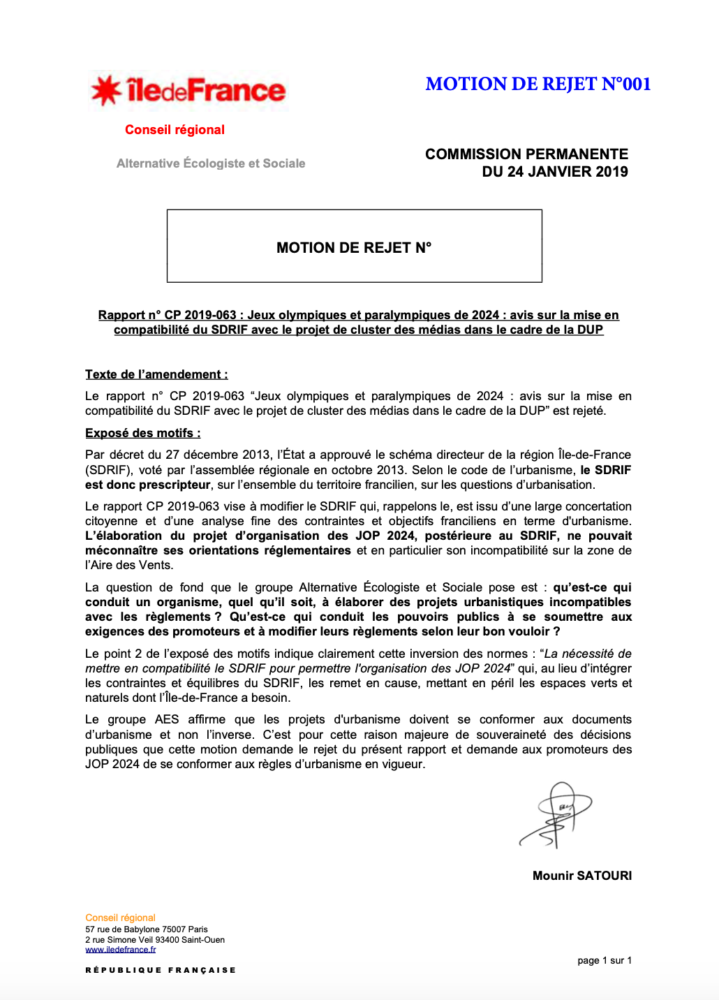 îledeFrance
MOTION DE REJET N°001
Conseil régional
Alternative Écologiste et Sociale
COMMISSION PERMANENTE
DU 24 JANVIER 2019
MOTION DE REJET N°
Rapport n° CP 2019-063 : Jeux olympiques et paralympiques de 2024 : avis sur la mise en
compatibilité du SDRIF avec le projet de cluster des médias dans le cadre de la DUP
Texte de l’amendement :
Le rapport n° CP 2019-063 “Jeux olympiques et paralympiques de 2024 : avis sur la mise en
compatibilité du SDRIF avec le projet de cluster des médias dans le cadre de la DUP” est rejeté.
Exposé des motifs :
Par décret du 27 décembre 2013, l’État a approuvé le schéma directeur de la région Île-de-France
(SDRIF), voté par l’assemblée régionale en octobre 2013. Selon le code de l’urbanisme, le SDRIF
est donc prescripteur, sur l’ensemble du territoire francilien, sur les questions d’urbanisation.
Le rapport CP 2019-063 vise à modifier le SDRIF qui, rappelons le, est issu d’une large concertation
citoyenne et d’une analyse fine des contraintes et objectifs franciliens en terme d'urbanisme.
L’élaboration du projet d’organisation des JOP 2024, postérieure au SDRIF, ne pouvait
méconnaître ses orientations réglementaires et en particulier son incompatibilité sur la zone de
l’Aire des Vents.
La question de fond que le groupe Alternative Écologiste et Sociale pose est : qu’est-ce qui
conduit un organisme, quel qu’il soit, à élaborer des projets urbanistiques incompatibles
avec les règlements ? Qu’est-ce qui conduit les pouvoirs publics à se soumettre aux
exigences des promoteurs et à modifier leurs règlements selon leur bon vouloir ?
Le point 2 de l’exposé des motifs indique clairement cette inversion des normes : “La nécessité de
mettre en compatibilité le SDRIF pour permettre l'organisation des JOP 2024” qui, au lieu d’intégrer
les contraintes et équilibres du SDRIF, les remet en cause, mettant en péril les espaces verts et
naturels dont l’Île-de-France a besoin.
Le groupe AES affirme que les projets d'urbanisme doivent se conformer aux documents
d’urbanisme et non l’inverse. C’est pour cette raison majeure de souveraineté des décisions
publiques que cette motion demande le rejet du présent rapport et demande aux promoteurs des
JOP 2024 de se conformer aux règles d’urbanisme en vigueur.
Mounir SATOURI
Conseil régional
57 rue de Babylone 75007 Paris
2 rue Simone Veil 93400 Saint-Ouen
www.iledefrance.fr
page 1 sur 1
RÉPUBLIQUE FRANÇAISE